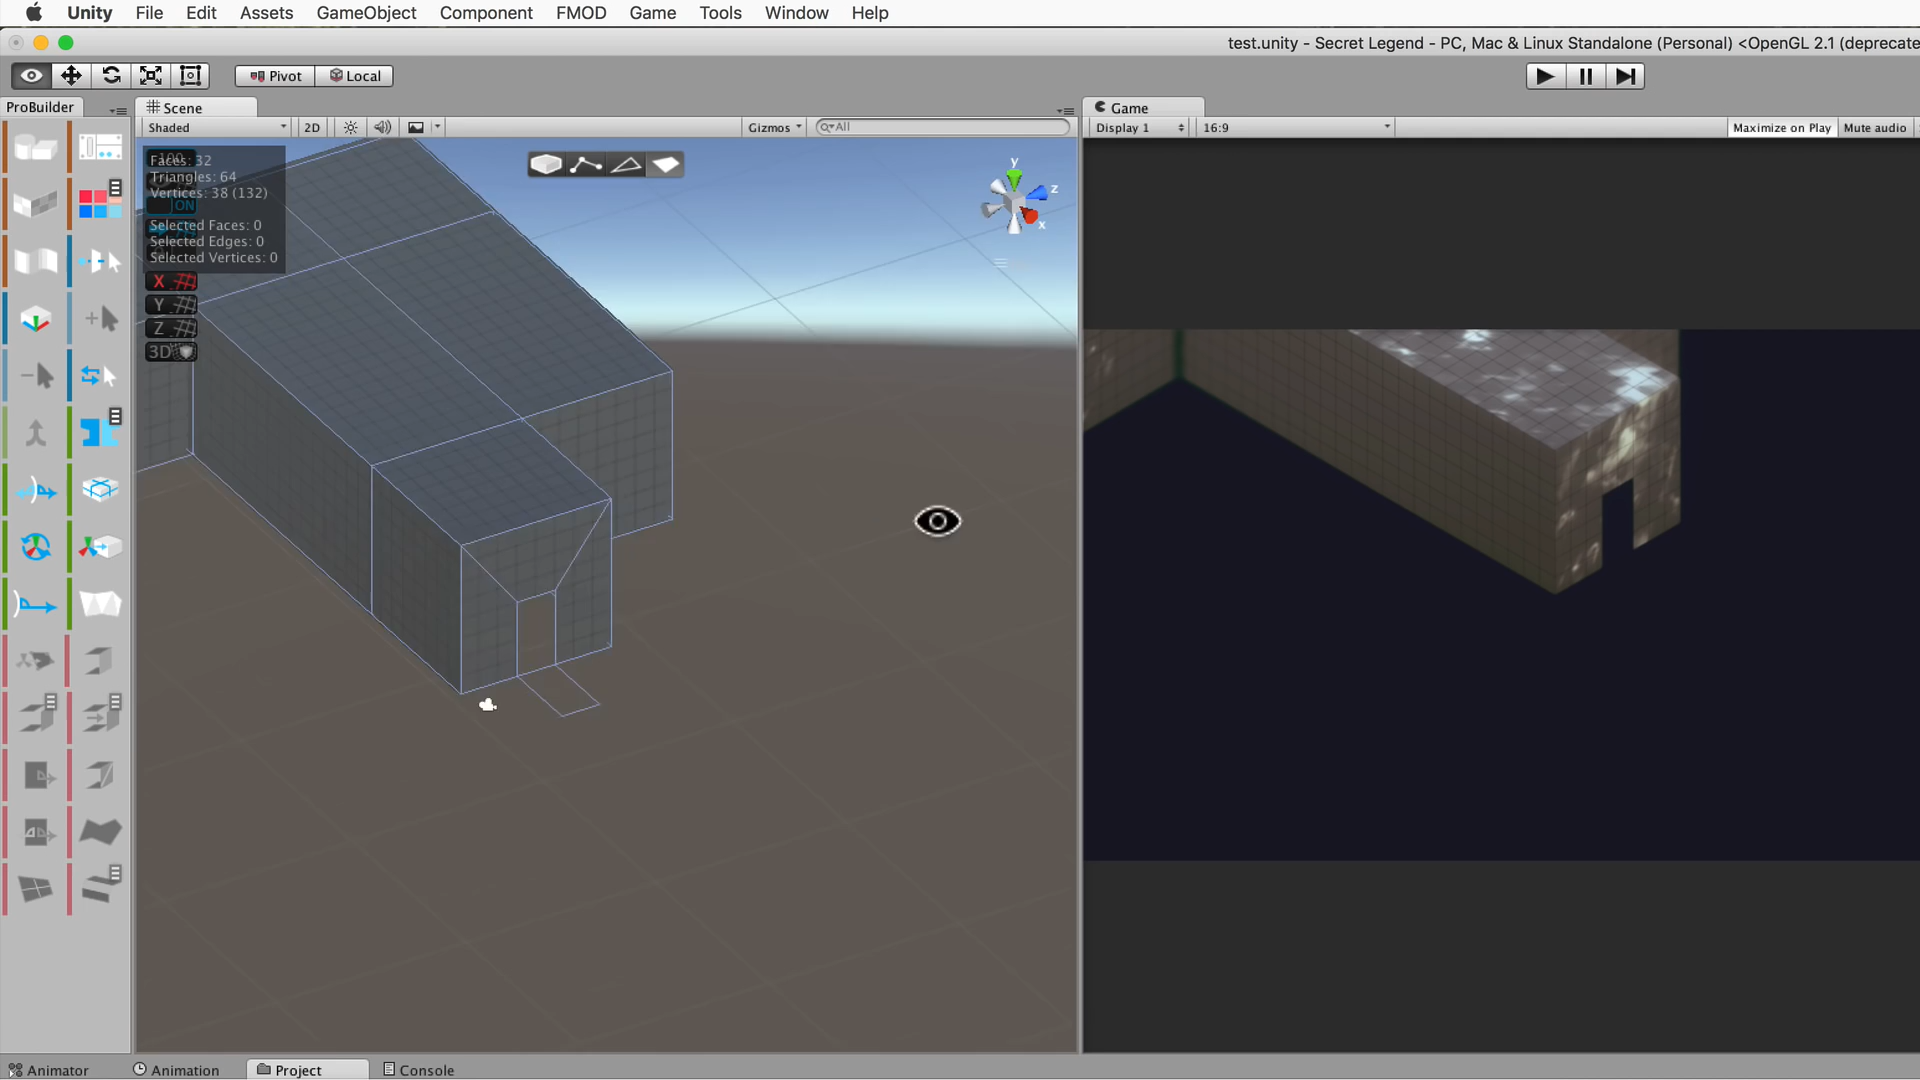 Unity File Edit Assets GameObject Component FMOD Game Tools Window Help
test.unity - Secret Legend - PC, Mac & Linux Standalone (Personal) <OpenGL 2.1 (deprecate
Pivot Local
ProBuilder Scene Game
Shaded 2D Gizmos All Display 1 16:9 Maximize on Play Mute audio
Faces: 32
Triangles: 64
Vertices: 38 (132)
ON
Selected Faces: 0
Selected Edges: 0
Selected Vertices: 0
X
Y
Z
3D
y
z
x
Animator Animation Project Console